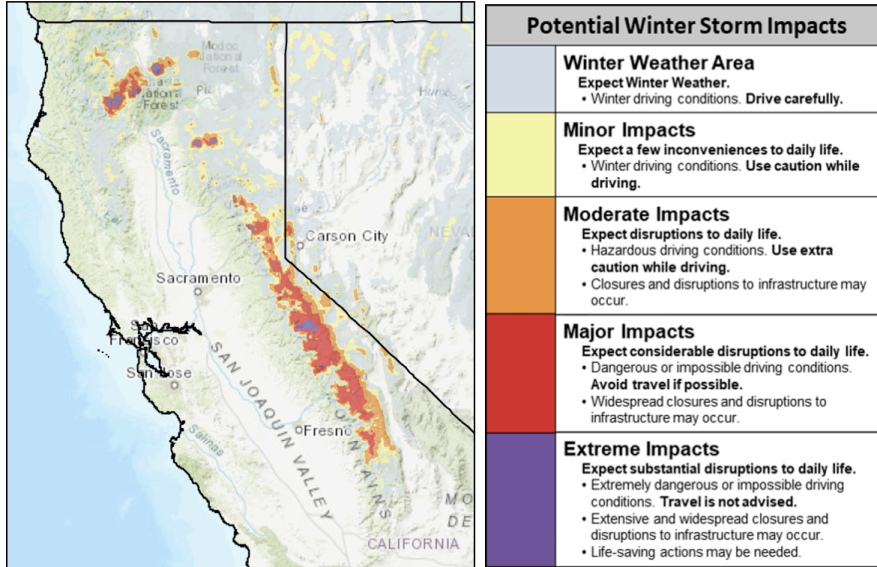 Modoc
National
Forest
National
Forest
Sacramento
Carson City
Sacramento
San
Francisco
San Jose
SAN JOAQUIN VALLEY
Salinas
Fresno
CALIFORNIA
Potential Winter Storm Impacts
Winter Weather Area
Expect Winter Weather.
• Winter driving conditions. Drive carefully.
Minor Impacts
Expect a few inconveniences to daily life.
• Winter driving conditions. Use caution while
driving.
Moderate Impacts
Expect disruptions to daily life.
• Hazardous driving conditions. Use extra
caution while driving.
• Closures and disruptions to infrastructure may
occur.
Major Impacts
Expect considerable disruptions to daily life.
• Dangerous or impossible driving conditions.
Avoid travel if possible.
• Widespread closures and disruptions to
infrastructure may occur.
Extreme Impacts
Expect substantial disruptions to daily life.
• Extremely dangerous or impossible driving
conditions. Travel is not advised.
• Extensive and widespread closures and
disruptions to infrastructure may occur.
• Life-saving actions may be needed.